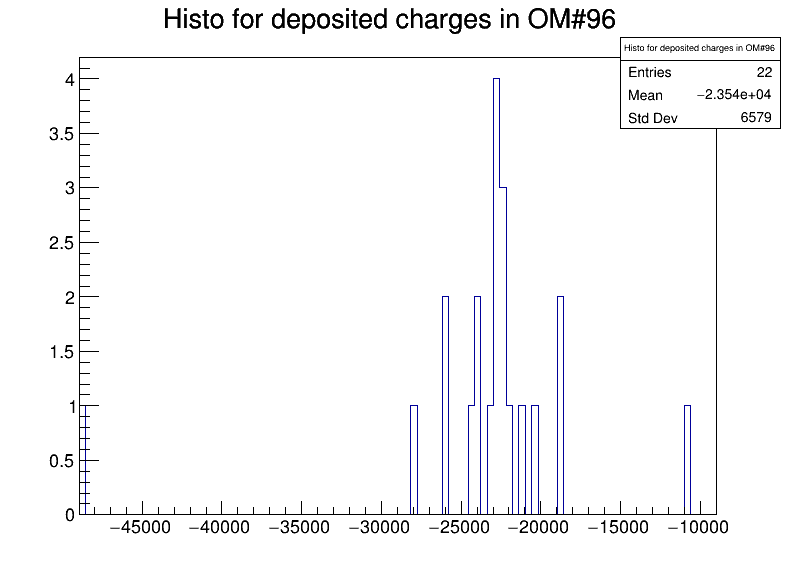 Histo for deposited charges in OM#96
Histo for deposited charges in OM#96
Entries 22
Mean −2.354e+04
Std Dev 6579
4
3.5
3
2.5
2
1.5
1
0.5
0
−45000 −40000 −35000 −30000 −25000 −20000 −15000 −10000